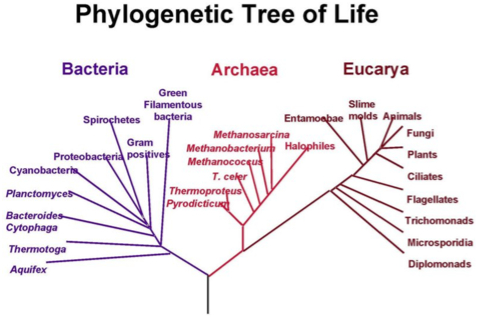 Phylogenetic Tree of Life
Bacteria
Archaea
Eucarya
Green
Filamentous
bacteria
Spirochetes
Gram
positives
Proteobacteria
Cyanobacteria
Planctomyces
Bacteroides
Cytophaga
Thermotoga
Aquifex
Methanosarcina
Methanobacterium
Halophiles
Methanococcus
T. celer
Thermoproteus
Pyrodicticum
Entamoebae
Slime
molds
Animals
Fungi
Plants
Ciliates
Flagellates
Trichomonads
Microsporidia
Diplomonads